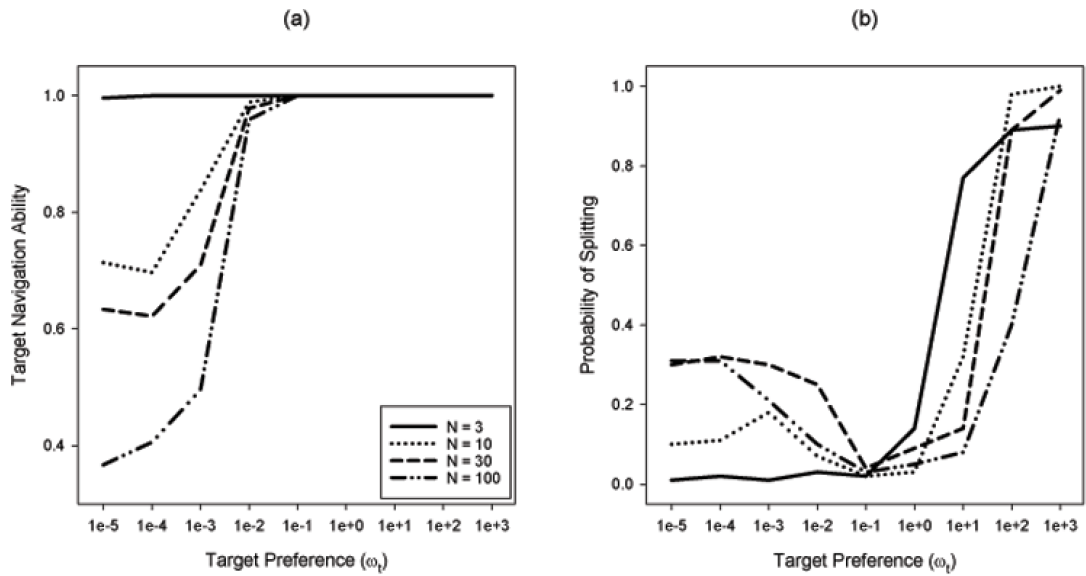 (a)
Target Navigation Ability
1.0
0.8
0.6
0.4
N = 3
N = 10
N = 30
N = 100
1e-5 1e-4 1e-3 1e-2 1e-1 1e+0 1e+1 1e+2 1e+3
Target Preference (ωt)
(b)
Probability of Splitting
1.0
0.8
0.6
0.4
0.2
0.0
1e-5 1e-4 1e-3 1e-2 1e-1 1e+0 1e+1 1e+2 1e+3
Target Preference (ωt)